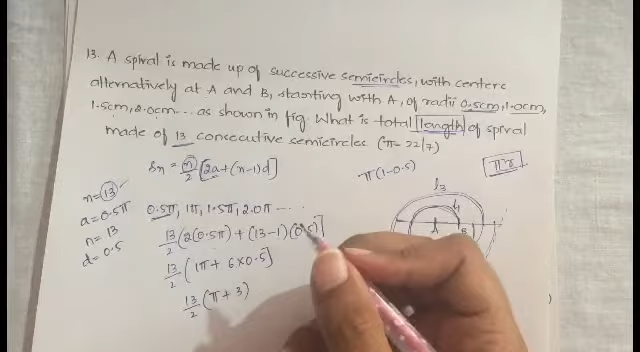 13. A spiral is made up of successive semicircles, with centere
alternatively at A and B, starting with A, of radii 0.5cm, 1.0cm,
1.5cm, 2.0cm... as shown in fig. What is total length of spiral
made of 13 consecutive semicircles (π = 22/7)
Sn = n/2 [2a+(n-1)d]
π(1-0.5)
πr
n=13
a=0.5π
n=13
d=0.5
0.5π, 1π, 1.5π, 2.0π ....
13/2 (2(0.5π) + (13-1)(0.5)]
13/2 (1π + 6×0.5]
13/2 (π + 3)
l3
l1
A
B